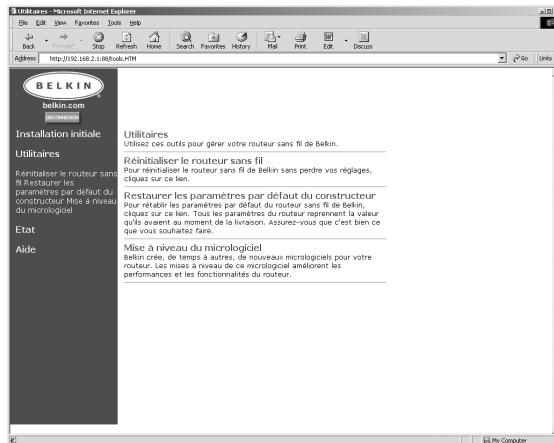 Utilitaires - Microsoft Internet Explorer
File Edit View Favorites Tools Help
Back Forward Stop Refresh Home Search Favorites History Mail Print Edit Discuss
Address http://192.168.2.1:88/tools.HTM Go Links
BELKIN
belkin.com
DECONNEXION
Installation initiale
Utilitaires
Réinitialiser le routeur sans
fil Restaurer les
paramètres par défaut du
constructeur Mise à niveau
du micrologiciel
Etat
Aide
Utilitaires
Utilisez ces outils pour gérer votre routeur sans fil de Belkin.
Réinitialiser le routeur sans fil
Pour réinitialiser le routeur sans fil de Belkin sans perdre vos réglages,
cliquez sur ce lien.
Restaurer les paramètres par défaut du constructeur
Pour rétablir les paramètres par défaut du routeur sans fil de Belkin,
cliquez sur ce lien. Tous les paramètres du routeur reprennent la valeur
qu'ils avaient au moment de la livraison. Assurez-vous que c'est bien ce
que vous souhaitez faire.
Mise à niveau du micrologiciel
Belkin crée, de temps à autres, de nouveaux micrologiciels pour votre
routeur. Les mises à niveau de ce micrologiciel améliorent les
performances et les fonctionnalités du routeur.
My Computer